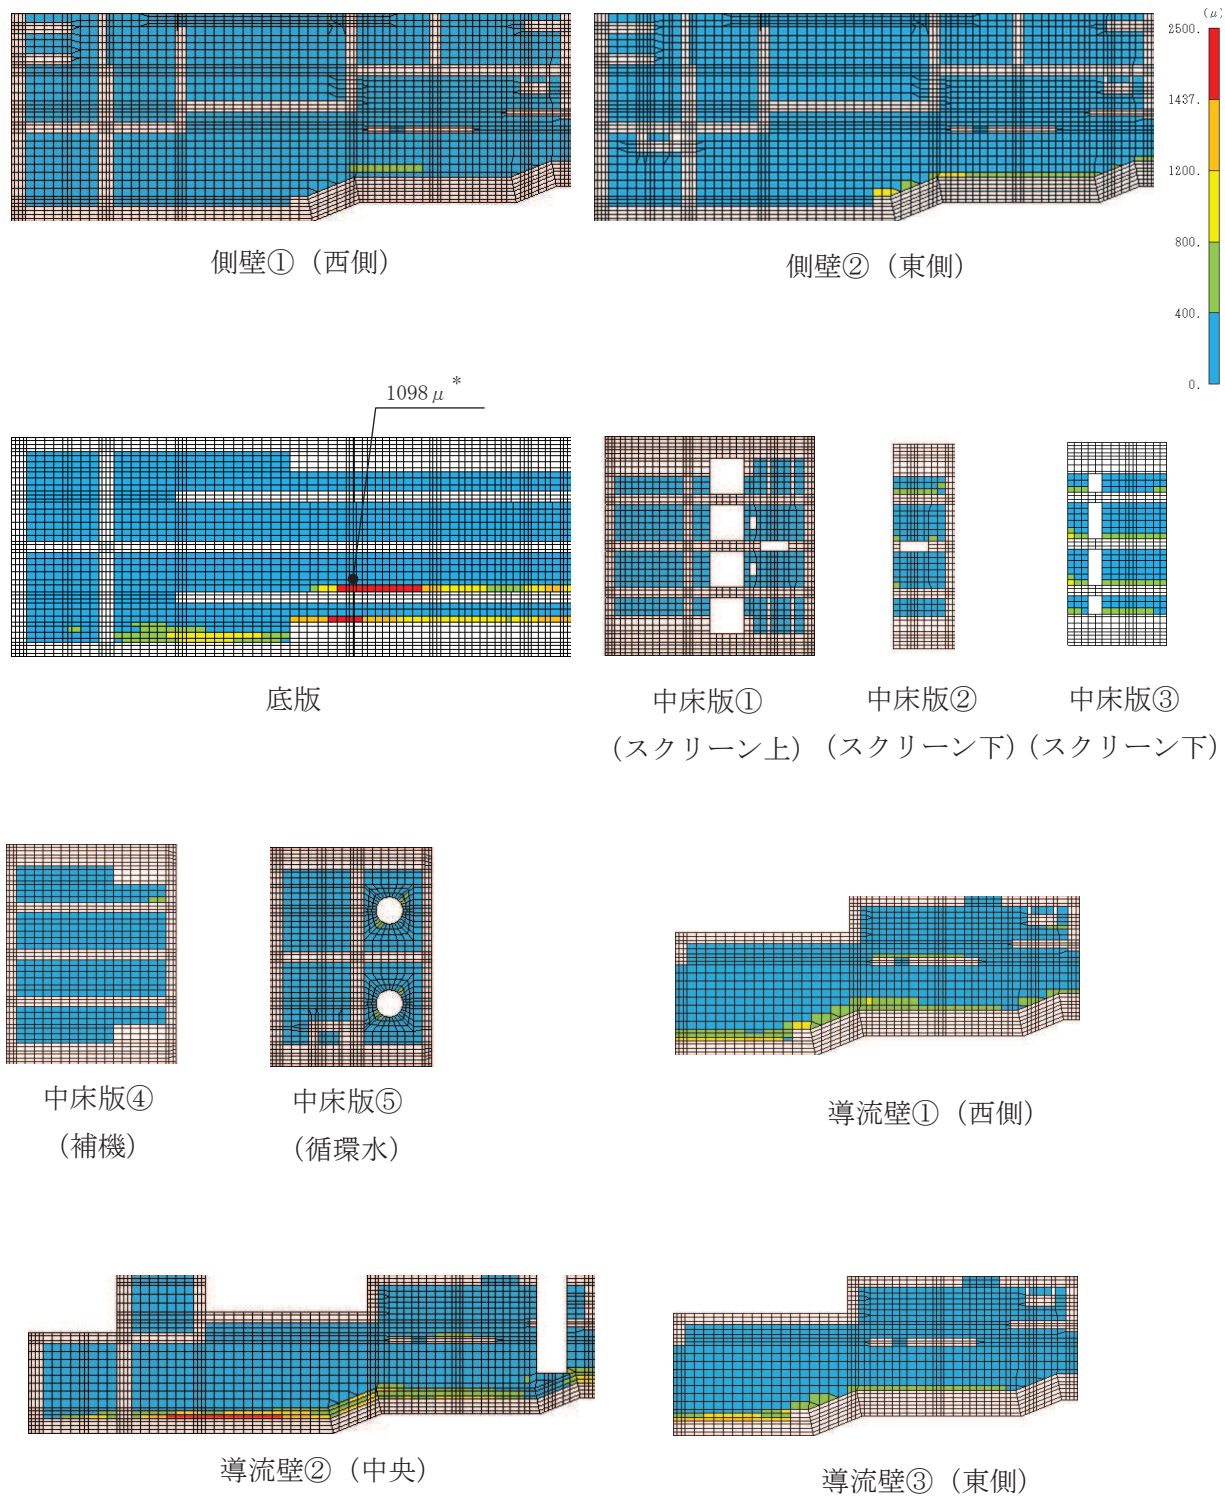 (μ)
2500.
1437.
1200.
800.
400.
0.
側壁①（西側）
側壁②（東側）
1098μ*
底版
中床版①
（スクリーン上）
中床版②
（スクリーン下）
中床版③
（スクリーン下）
中床版④
（補機）
中床版⑤
（循環水）
導流壁①（西側）
導流壁②（中央）
導流壁③（東側）